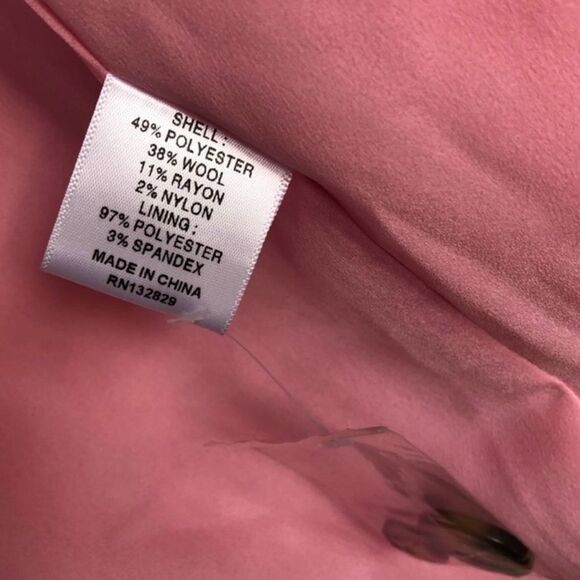 SHELL:
49% POLYESTER
38% WOOL
11% RAYON
2% NYLON
LINING:
97% POLYESTER
3% SPANDEX
MADE IN CHINA
RN132829